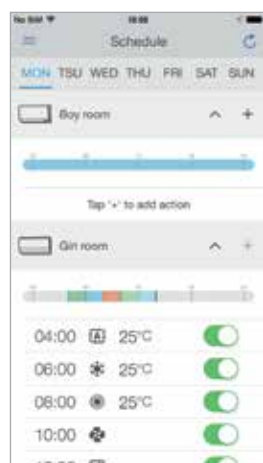 No SIM
Schedule
MON TSU WED THU FRI SAT SUN
Boy room
Tap '+' to add action
Girl room
04:00 A 25°C
06:00 25°C
08:00 25°C
10:00